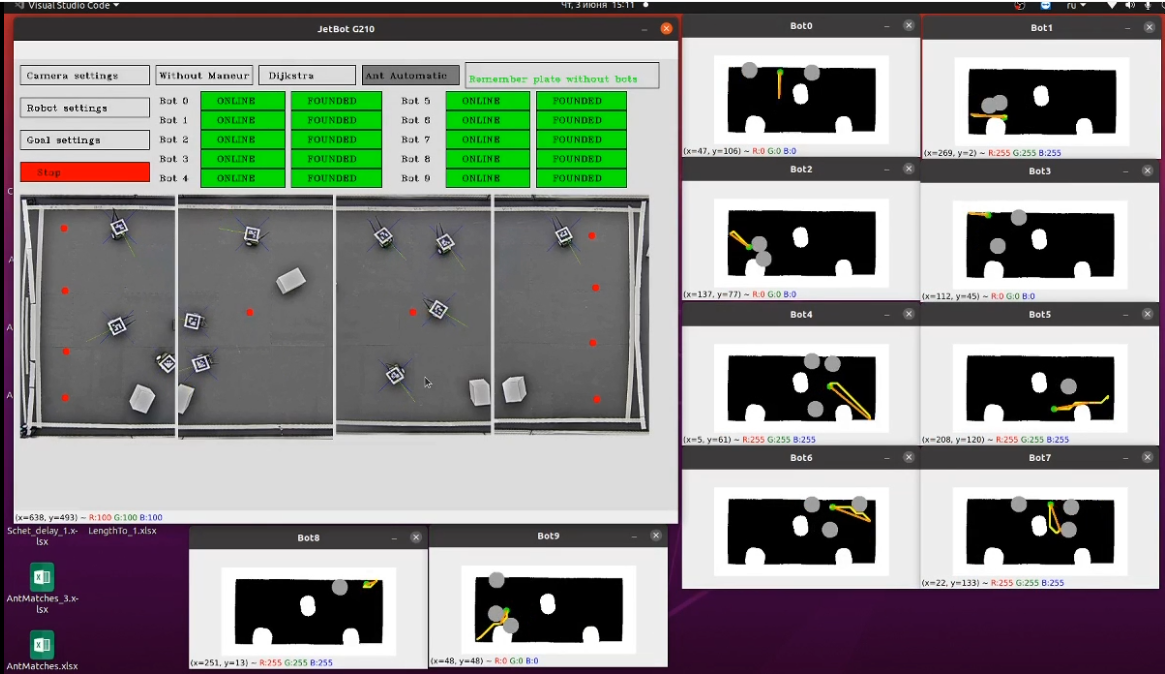 Visual Studio Code
Чт, 3 июня 15:11
ru
JetBot G210
Camera settings
Without Maneur
Dijkstra
Ant Automatic
Remember plate without bots
Robot settings
Goal settings
Stop
Bot 0 ONLINE FOUNDED Bot 5 ONLINE FOUNDED
Bot 1 ONLINE FOUNDED Bot 6 ONLINE FOUNDED
Bot 2 ONLINE FOUNDED Bot 7 ONLINE FOUNDED
Bot 3 ONLINE FOUNDED Bot 8 ONLINE FOUNDED
Bot 4 ONLINE FOUNDED Bot 9 ONLINE FOUNDED
(x=638, y=493) ~ R:100 G:100 B:100
Bot0
(x=47, y=106) ~ R:0 G:0 B:0
Bot1
(x=269, y=2) ~ R:255 G:255 B:255
Bot2
(x=137, y=77) ~ R:0 G:0 B:0
Bot3
(x=112, y=45) ~ R:0 G:0 B:0
Bot4
(x=5, y=61) ~ R:255 G:255 B:255
Bot5
(x=208, y=120) ~ R:255 G:255 B:255
Bot6
Bot7
(x=22, y=133) ~ R:255 G:255 B:255
Schet_delay_1.x-
lsx
LengthTo_1.xlsx
AntMatches_3.x-
lsx
AntMatches.xlsx
Bot8
(x=251, y=13) ~ R:255 G:255 B:255
Bot9
(x=48, y=48) ~ R:0 G:0 B:0